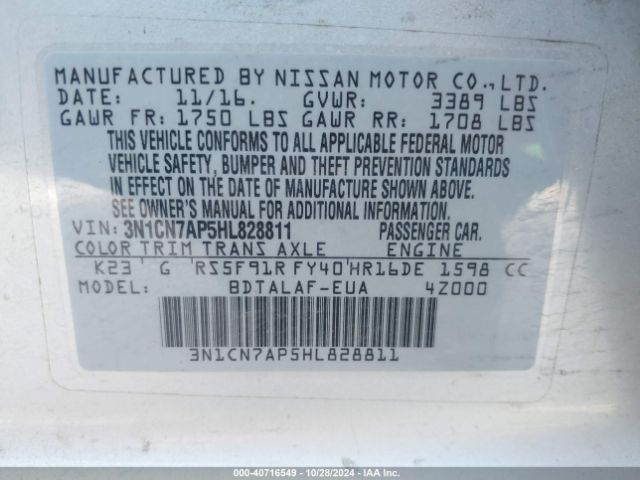 MANUFACTURED BY NISSAN MOTOR CO., LTD.
DATE: 11/16. GVWR: 3389 LBS
GAWR FR: 1750 LBS GAWR RR: 1708 LBS
THIS VEHICLE CONFORMS TO ALL APPLICABLE FEDERAL MOTOR
VEHICLE SAFETY, BUMPER AND THEFT PREVENTION STANDARDS
IN EFFECT ON THE DATE OF MANUFACTURE SHOWN ABOVE.
SEE OWNER'S MANUAL FOR ADDITIONAL INFORMATION.
VIN: 3N1CN7AP5HL828811 PASSENGER CAR.
COLOR TRIM TRANS AXLE ENGINE
K23 ' G 'RS5F91R FY40'HR16DE 1598 CC
MODEL: BDTALAF-EUA 4Z000
3N1CN7AP5HL828811
000-40716549 - 10/28/2024 - IAA Inc.